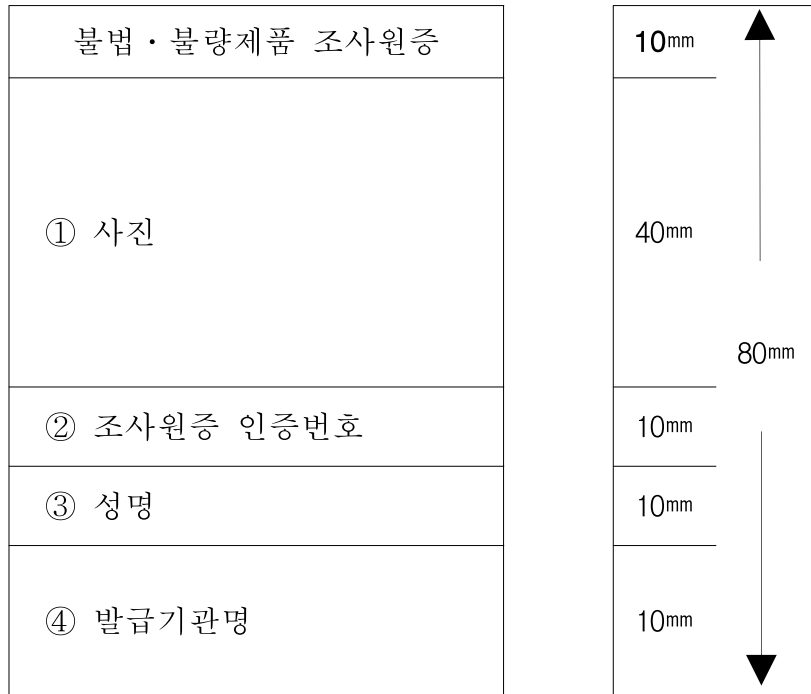 불법·불량제품 조사원증
10mm
① 사진
40mm
80mm
② 조사원증 인증번호
10mm
③ 성명
10mm
④ 발급기관명
10mm